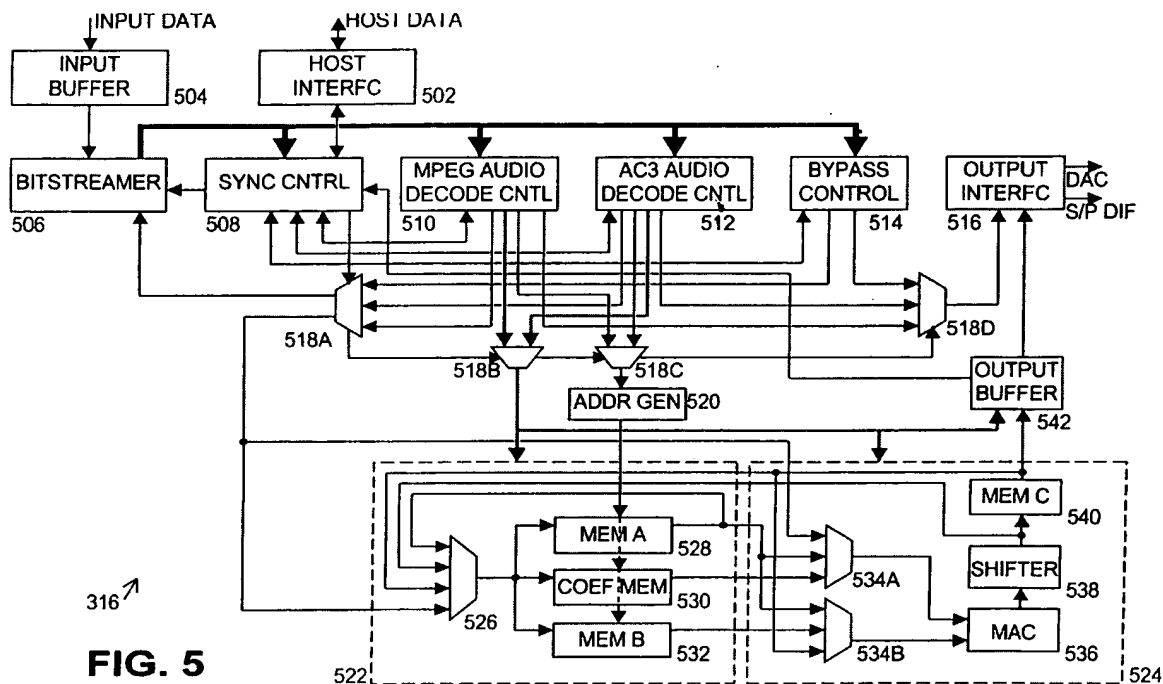 INPUT DATA
HOST DATA
INPUT
BUFFER
504
HOST
INTERFC
502
BITSTREAMER
506
SYNC CNTRL
508
MPEG AUDIO
DECODE CNTL
510
AC3 AUDIO
DECODE CNTL
512
BYPASS
CONTROL
514
OUTPUT
INTERFC
516
DAC
S/P DIF
518A
518B
518C
518D
ADDR GEN
520
OUTPUT
BUFFER
542
MEM A
528
COEF MEM
530
MEM B
532
526
534A
534B
MEM C
540
SHIFTER
538
MAC
536
316
522
524
FIG. 5